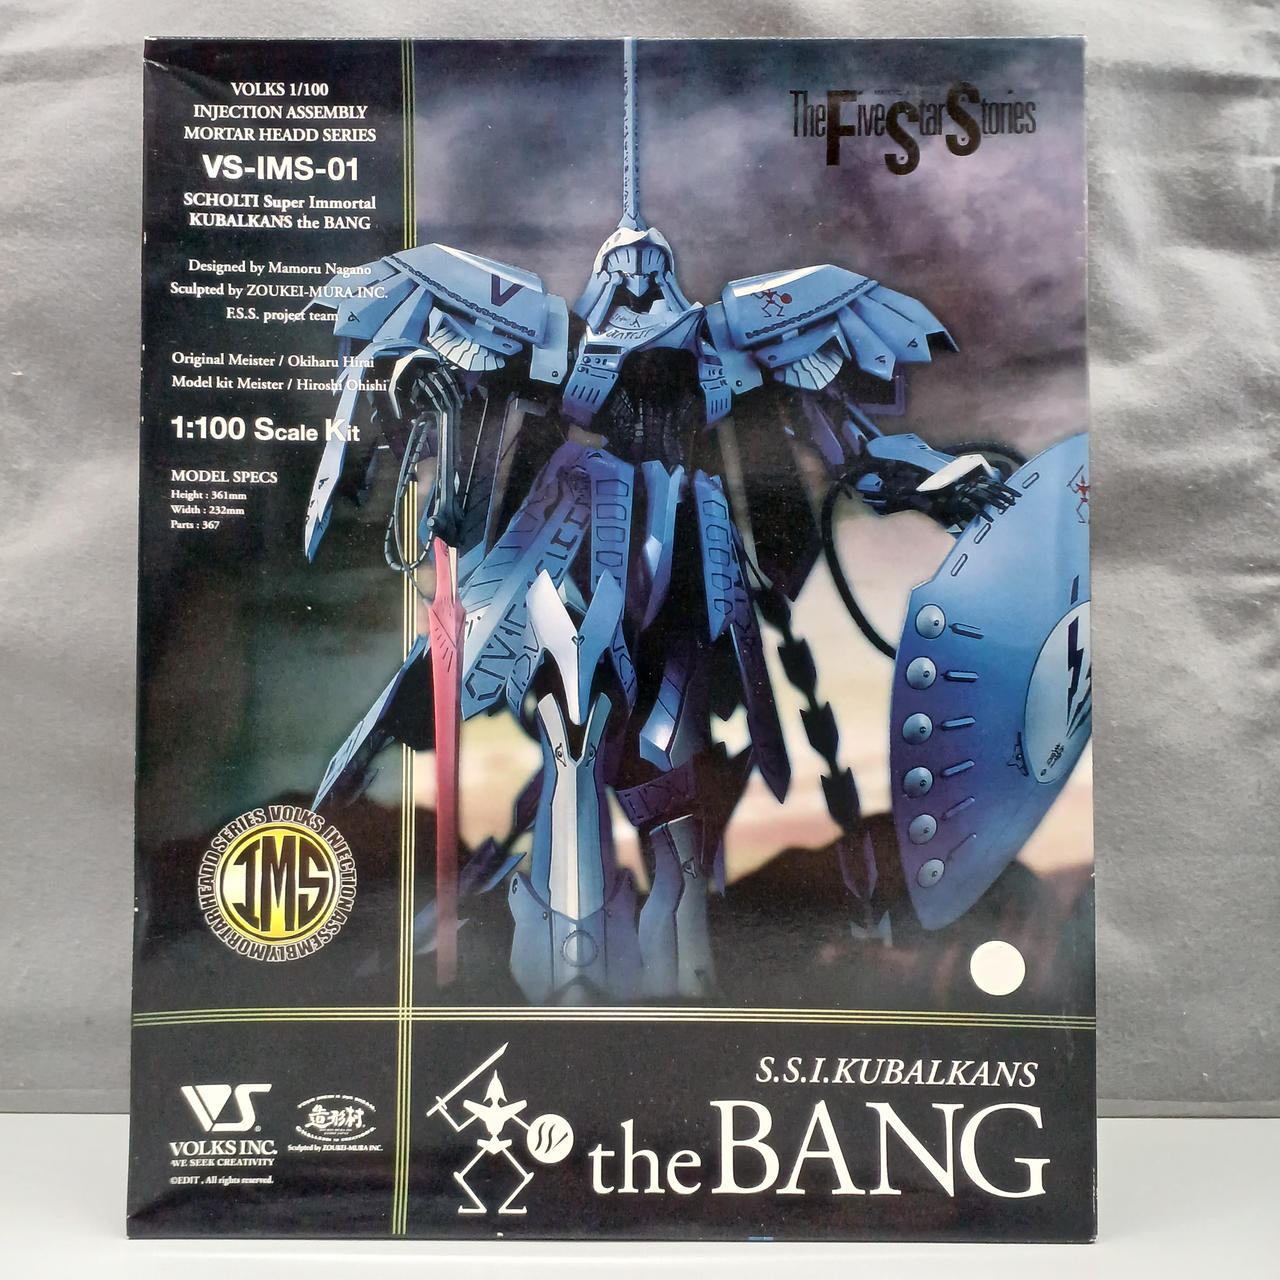 VOLKS 1/100
INJECTION ASSEMBLY
MORTAR HEADD SERIES
VS-IMS-01
SCHOLTI Super Immortal
KUBALKANS the BANG
Designed by Mamoru Nagano
Sculpted by ZOUKEI-MURA INC.
F.S.S. project team
Original Meister / Okiharu Hirai
Model kit Meister / Hiroshi Ohishi
1:100 Scale Kit
MODEL SPECS
Height : 361mm
Width : 232mm
Parts : 367
The Five Star Stories
MORTAR HEADD SERIES VOLKS INJECTION ASSEMBLY
IMS
S.S.I.KUBALKANS
the BANG
VS
VOLKS INC.
WE SEEK CREATIVITY
©EDIT , All rights reserved.
造形村
Sculpted by ZOUKEI-MURA INC.